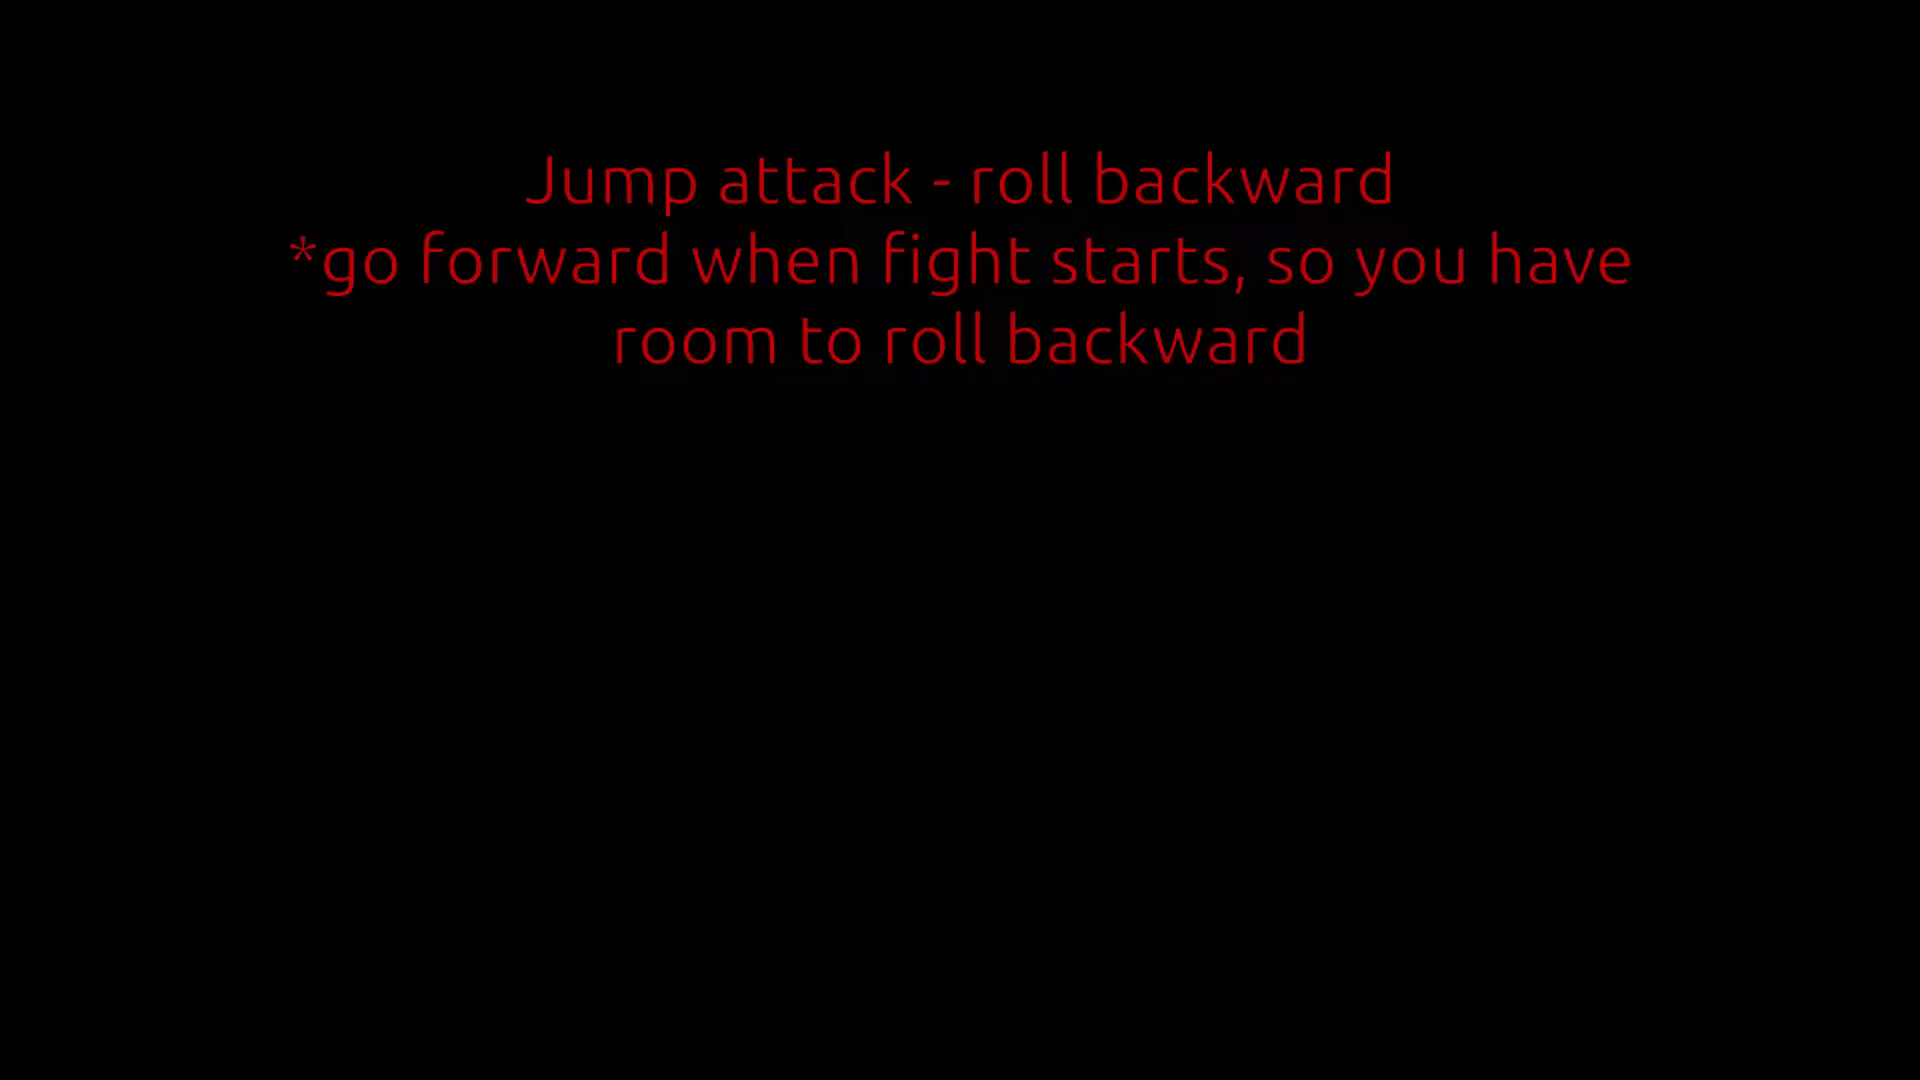 Jump attack - roll backward
*go forward when fight starts, so you have
room to roll backward